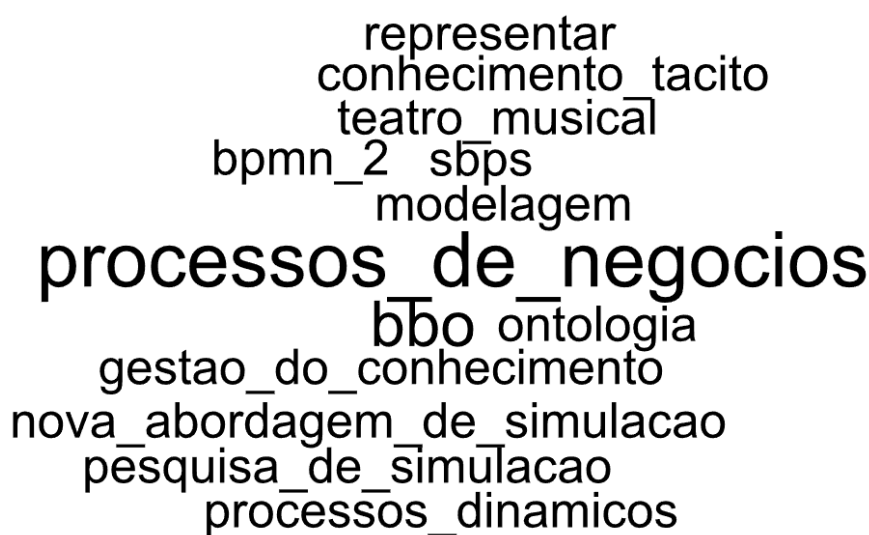 representar
conhecimento_tacito
teatro_musical
bpmn_2 sbps
modelagem
processos_de_negocios
bbo ontologia
gestao_do_conhecimento
nova_abordagem_de_simulacao
pesquisa_de_simulacao
processos_dinamicos